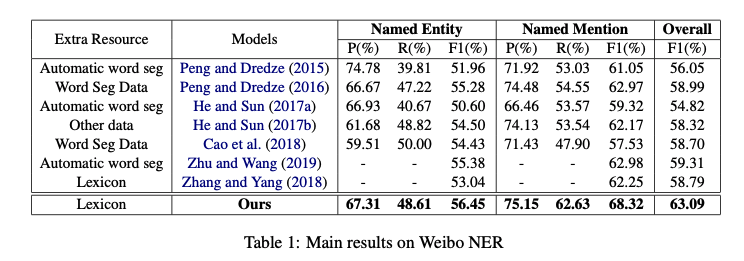 Extra Resource Models Named Entity Named Mention Overall
P(%) R(%) F1(%) P(%) R(%) F1(%) F1(%)
Automatic word seg Peng and Dredze (2015) 74.78 39.81 51.96 71.92 53.03 61.05 56.05
Word Seg Data Peng and Dredze (2016) 66.67 47.22 55.28 74.48 54.55 62.97 58.99
Automatic word seg He and Sun (2017a) 66.93 40.67 50.60 66.46 53.57 59.32 54.82
Other data He and Sun (2017b) 61.68 48.82 54.50 74.13 53.54 62.17 58.32
Word Seg Data Cao et al. (2018) 59.51 50.00 54.43 71.43 47.90 57.53 58.70
Automatic word seg Zhu and Wang (2019) - - 55.38 - - 62.98 59.31
Lexicon Zhang and Yang (2018) - - 53.04 - - 62.25 58.79
Lexicon Ours 67.31 48.61 56.45 75.15 62.63 68.32 63.09
Table 1: Main results on Weibo NER